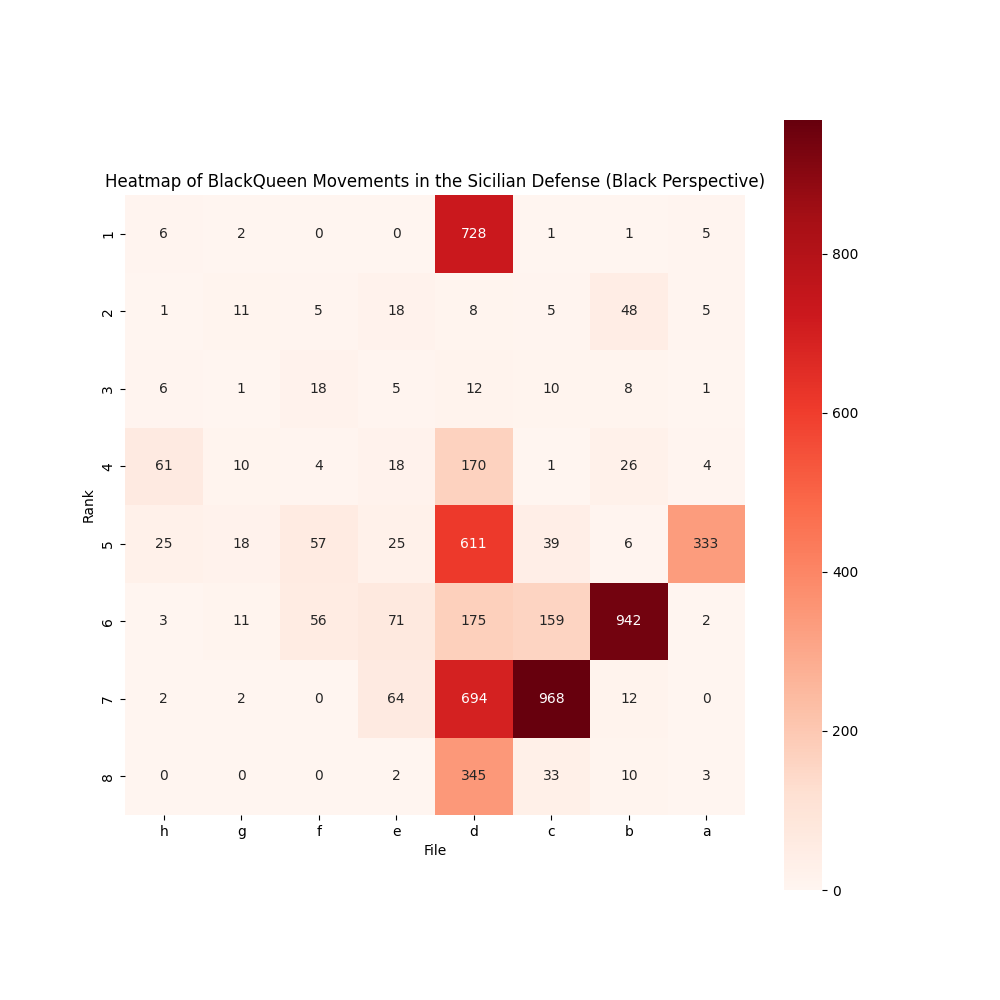 Heatmap of BlackQueen Movements in the Sicilian Defense (Black Perspective)
1 6 2 0 0 728 1 1 5
2 1 11 5 18 8 5 48 5
3 6 1 18 5 12 10 8 1
4 61 10 4 18 170 1 26 4
5 25 18 57 25 611 39 6 333
6 3 11 56 71 175 159 942 2
7 2 2 0 64 694 968 12 0
8 0 0 0 2 345 33 10 3
Rank
h g f e d c b a
File
800
600
400
200
0